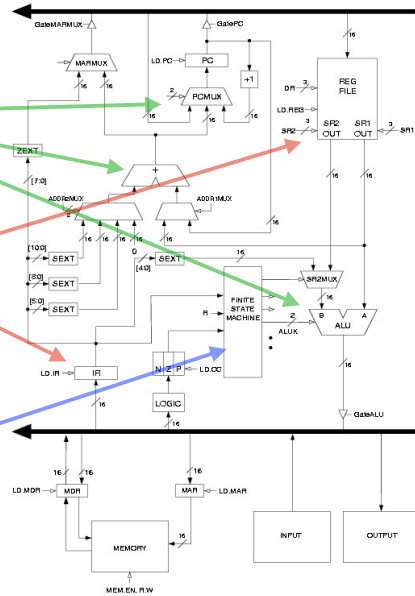 GateMARMUX
GatePC
16
MARMUX
LD.PC
PC
+1
REG
FILE
DR
3
LD.REG
SR2
3
SR2
OUT
SR1
OUT
3
SR1
16
16
2
PCMUX
16
16
16
ZEXT
[7:0]
+
16
16
ADDR2MUX
2
ADDR1MUX
16
16
16
16
16
16
16
[10:0]
SEXT
0
[4:0]
SEXT
16
[8:0]
SEXT
[5:0]
SEXT
SR2MUX
16
FINITE
STATE
MACHINE
R
2
ALUK
B
A
ALU
LD.IR
IR
N Z P
LD.CC
16
LOGIC
16
16
GateALU
16
16
16
LD.MDR
MDR
MAR
LD.MAR
16
MEMORY
INPUT
OUTPUT
MEM.EN, R.W